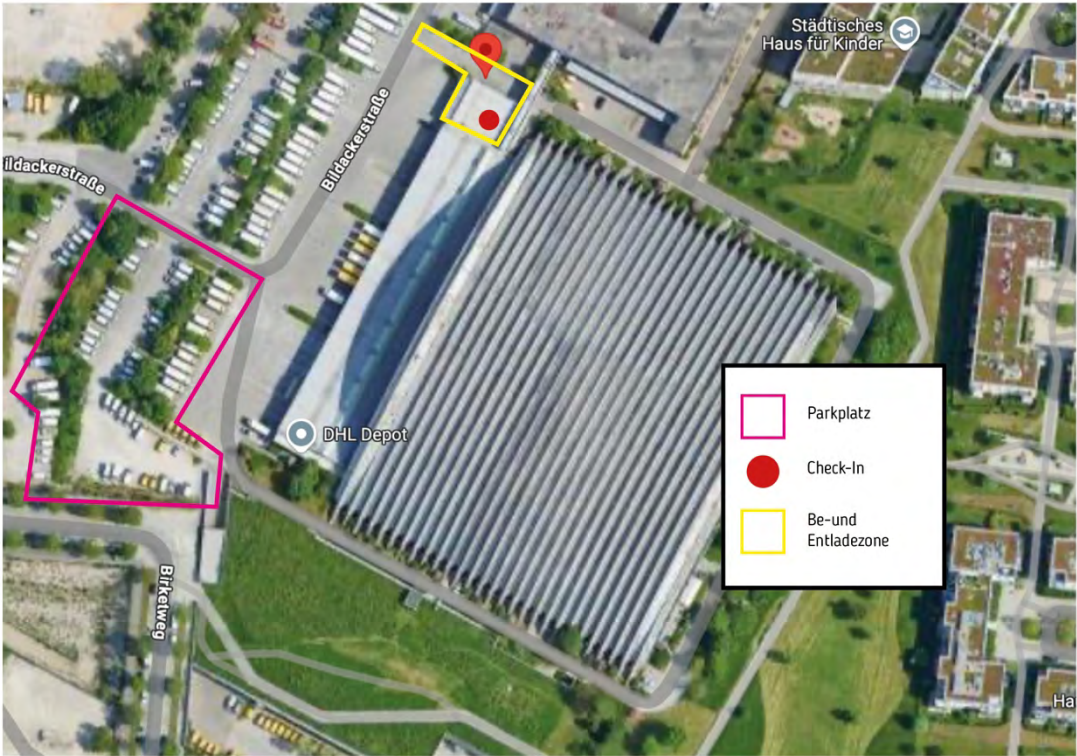 Städtisches
Haus für Kinder
Bildackerstraße
ildackerstraße
DHL Depot
Parkplatz
Check-In
Be-und
Entladezone
Birketweg
Ha